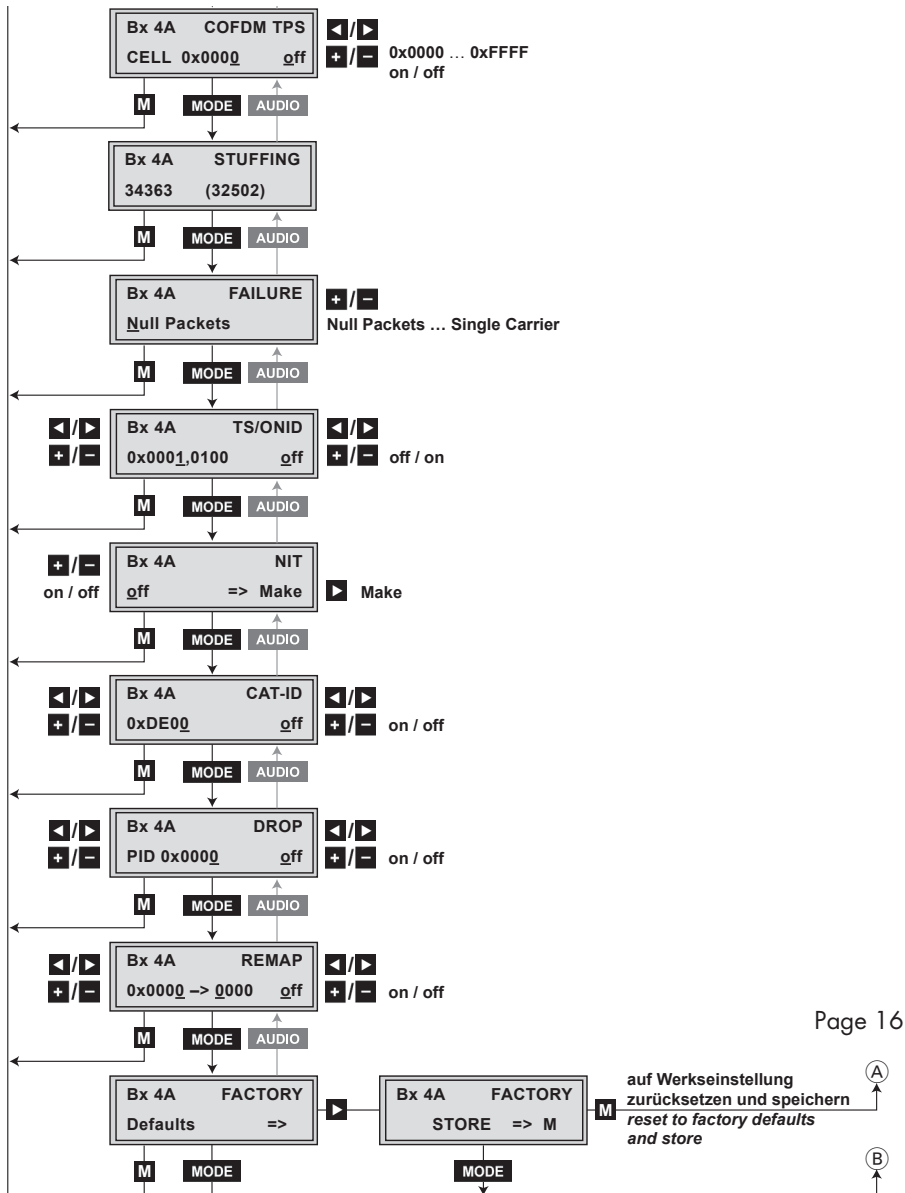 Bx 4A COFDM TPS
CELL 0x0000 off
◄/►
+/− 0x0000 … 0xFFFF
on / off
M MODE AUDIO
Bx 4A STUFFING
34363 (32502)
M MODE AUDIO
Bx 4A FAILURE
Null Packets
+/−
Null Packets … Single Carrier
M MODE AUDIO
◄/► Bx 4A TS/ONID ◄/►
+/− 0x0001,0100 off +/− off / on
M MODE AUDIO
+/− Bx 4A NIT
on / off off => Make ► Make
M MODE AUDIO
◄/► Bx 4A CAT-ID ◄/►
+/− 0xDE00 off +/− on / off
M MODE AUDIO
◄/► Bx 4A DROP ◄/►
+/− PID 0x0000 off +/− on / off
M MODE AUDIO
◄/► Bx 4A REMAP ◄/►
+/− 0x0000 –> 0000 off +/− on / off
M MODE AUDIO
Page 16
Bx 4A FACTORY
Defaults =>
►
Bx 4A FACTORY
STORE => M
M
auf Werkseinstellung
zurücksetzen und speichern
reset to factory defaults
and store
A
M MODE
MODE
B